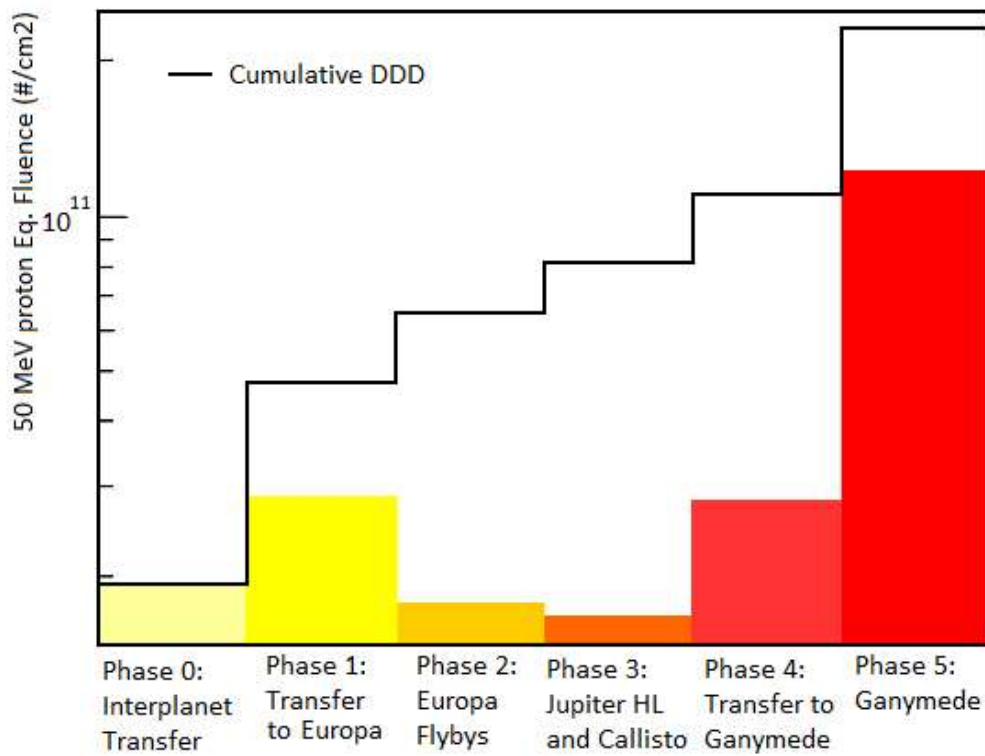 50 MeV proton Eq. Fluence (#/cm2)
Cumulative DDD
10^11
Phase 0:
Interplanet
Transfer
Phase 1:
Transfer
to Europa
Phase 2:
Europa
Flybys
Phase 3:
Jupiter HL
and Callisto
Phase 4:
Transfer to
Ganymede
Phase 5:
Ganymede